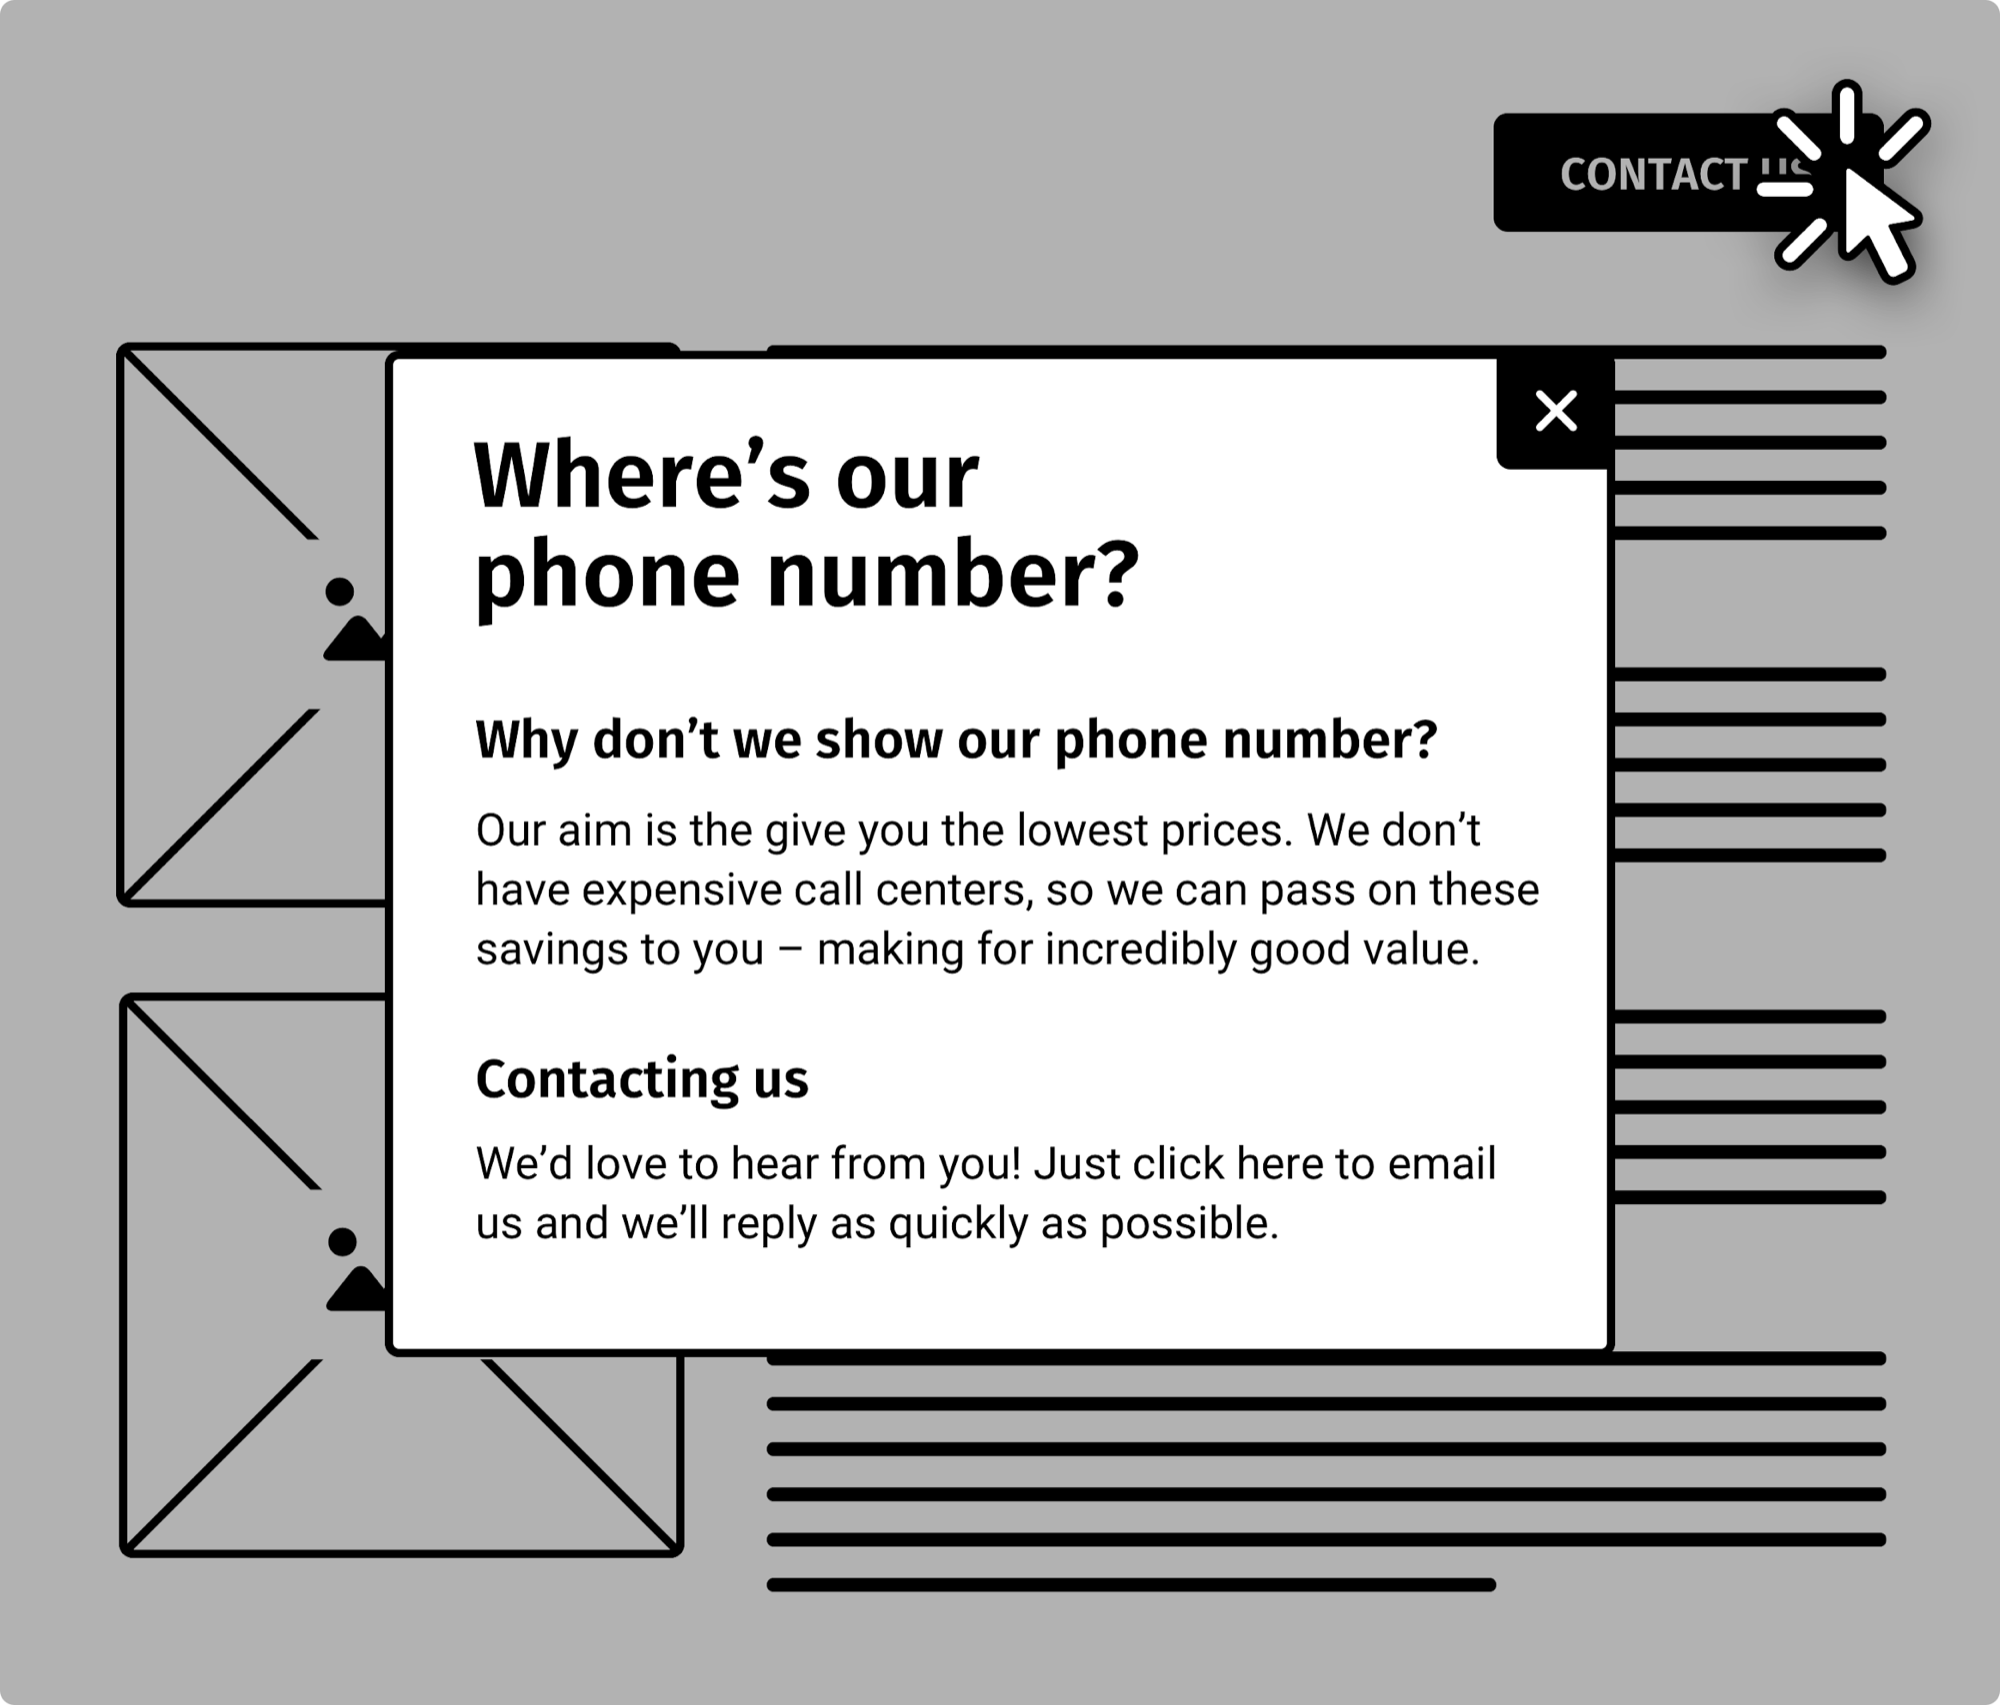 CONTACT US
Where’s our
phone number?
Why don’t we show our phone number?
Our aim is the give you the lowest prices. We don’t
have expensive call centers, so we can pass on these
savings to you – making for incredibly good value.
Contacting us
We’d love to hear from you! Just click here to email
us and we’ll reply as quickly as possible.